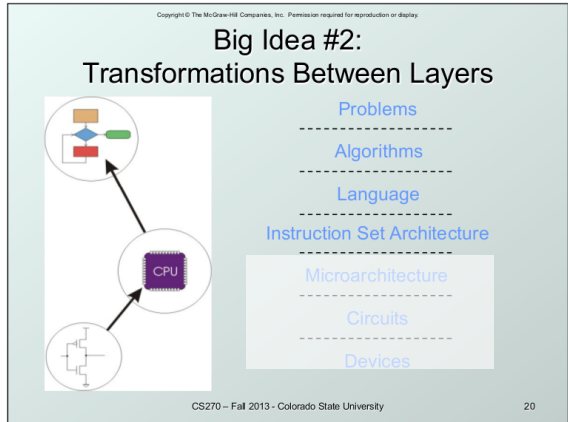 Copyright © The McGraw-Hill Companies, Inc. Permission required for reproduction or display.
Big Idea #2:
Transformations Between Layers
Problems
Algorithms
Language
Instruction Set Architecture
CPU
Microarchitecture
Circuits
Devices
CS270 – Fall 2013 - Colorado State University
20